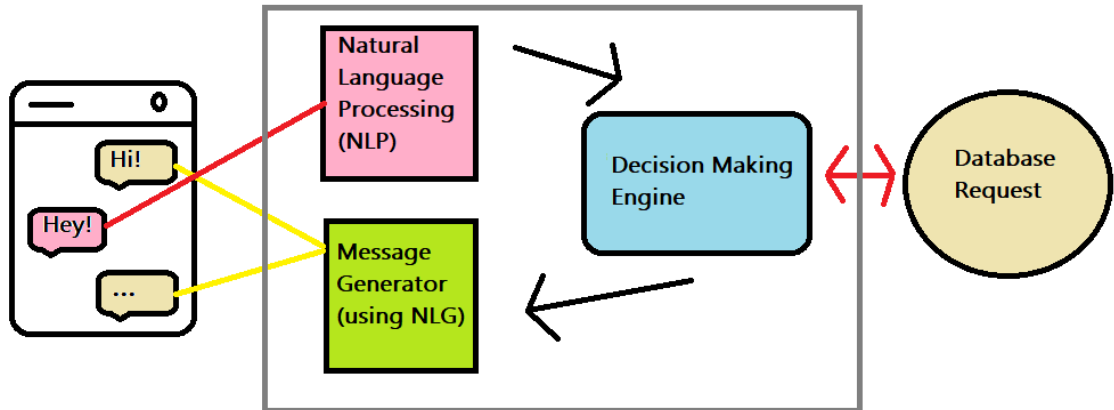 Hi!
Hey!
...
Natural
Language
Processing
(NLP)
Message
Generator
(using NLG)
Decision Making
Engine
Database
Request